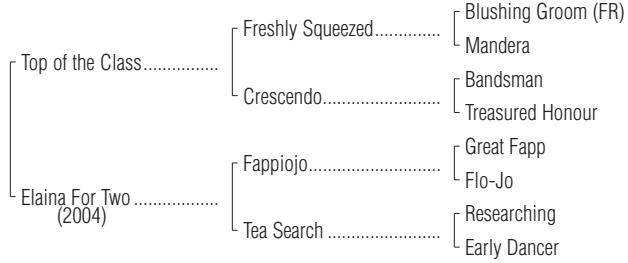 Blushing Groom (FR)
Freshly Squeezed..............
Mandera
Top of the Class................
Bandsman
Crescendo.........................
Treasured Honour
Great Fapp
Fappiojo............................
Flo-Jo
Elaina For Two ..................
(2004)
Researching
Tea Search ........................
Early Dancer